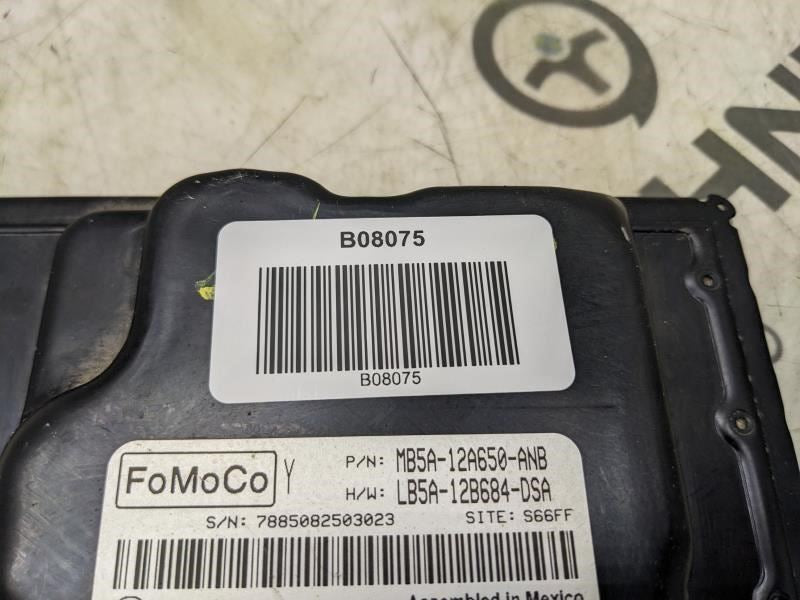 B08075
B08075
FoMoCo Y
P/N: MB5A-12A650-ANB
H/W: LB5A-12B684-DSA
S/N: 7885082503023 SITE: S66FF
Assembled in Mexico